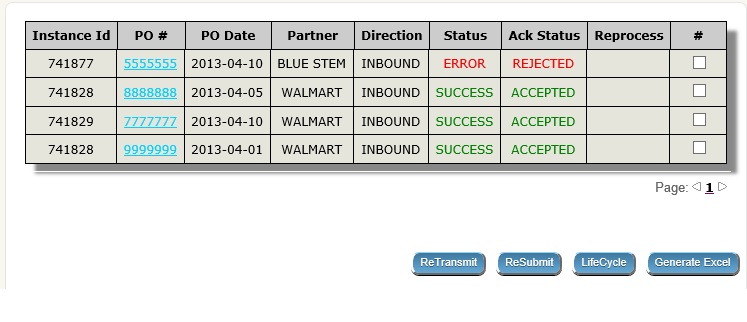 Instance Id PO # PO Date Partner Direction Status Ack Status Reprocess #
741877 5555555 2013-04-10 BLUE STEM INBOUND ERROR REJECTED
741828 8888888 2013-04-05 WALMART INBOUND SUCCESS ACCEPTED
741829 7777777 2013-04-10 WALMART INBOUND SUCCESS ACCEPTED
741828 9999999 2013-04-01 WALMART INBOUND SUCCESS ACCEPTED
Page: 1
ReTransmit ReSubmit LifeCycle Generate Excel